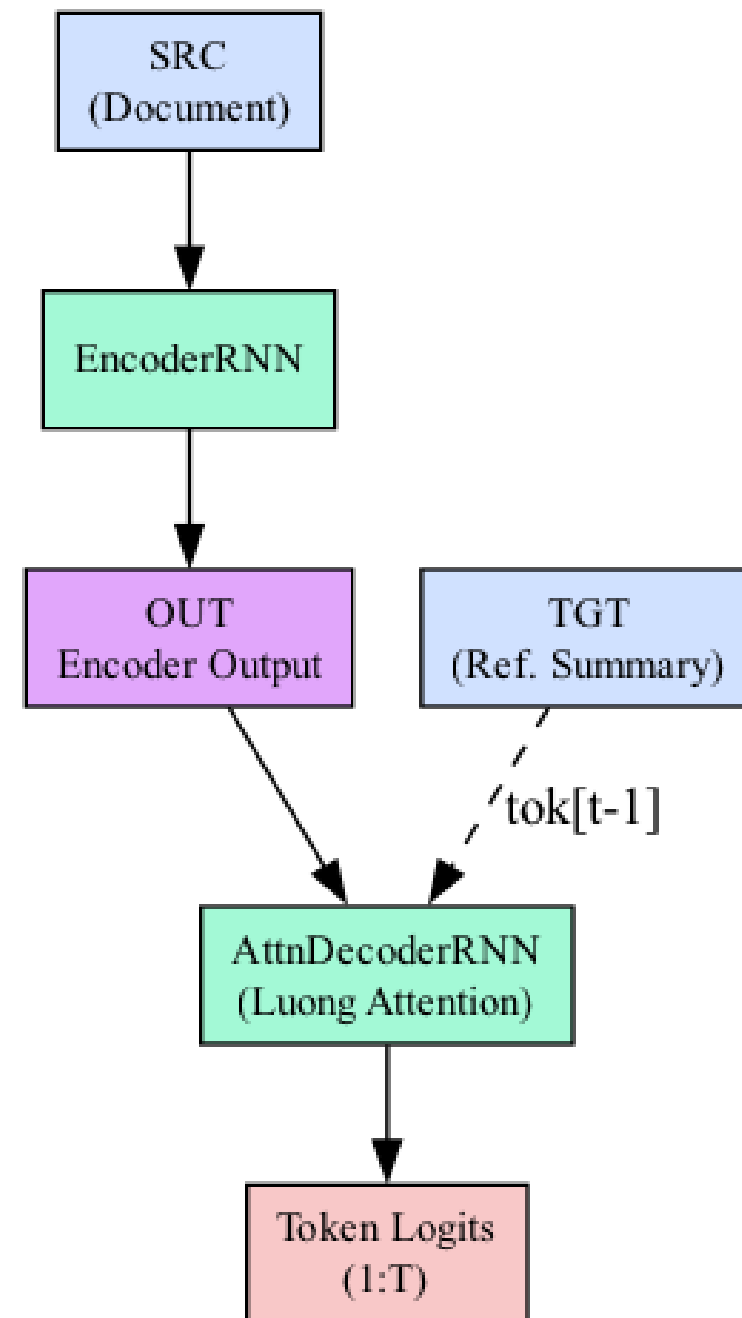 SRC
(Document)
EncoderRNN
OUT
Encoder Output
TGT
(Ref. Summary)
tok[t-1]
AttnDecoderRNN
(Luong Attention)
Token Logits
(1:T)